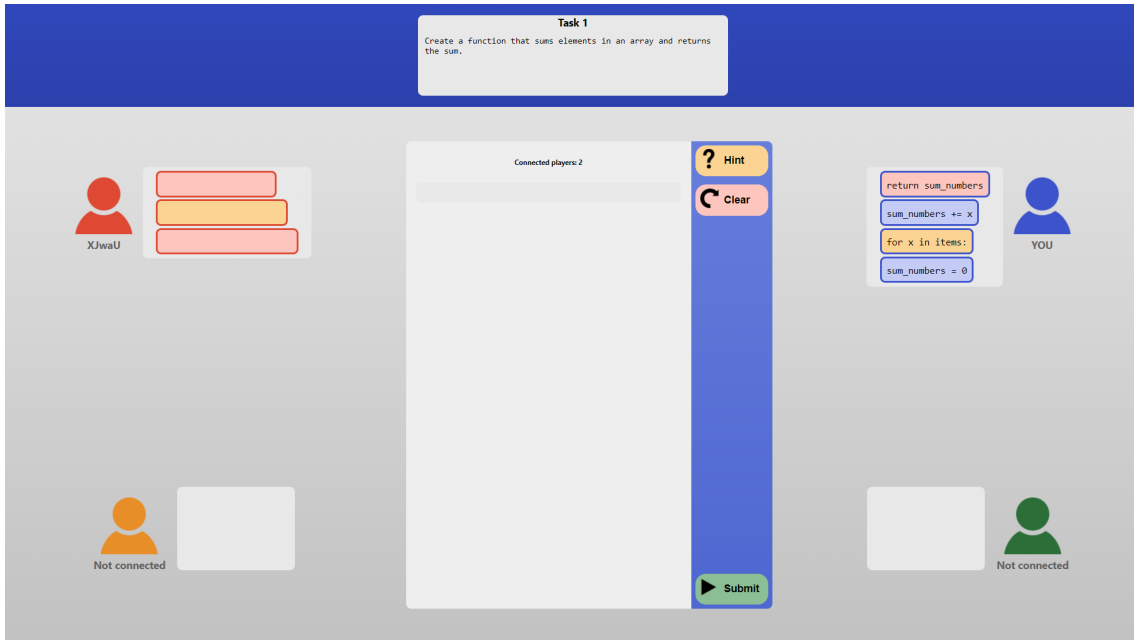 Task 1
Create a function that sums elements in an array and returns
the sum.
Connected players: 2
? Hint
Clear
Submit
XJwaU
return sum_numbers
sum_numbers += x
for x in items:
sum_numbers = 0
YOU
Not connected
Not connected